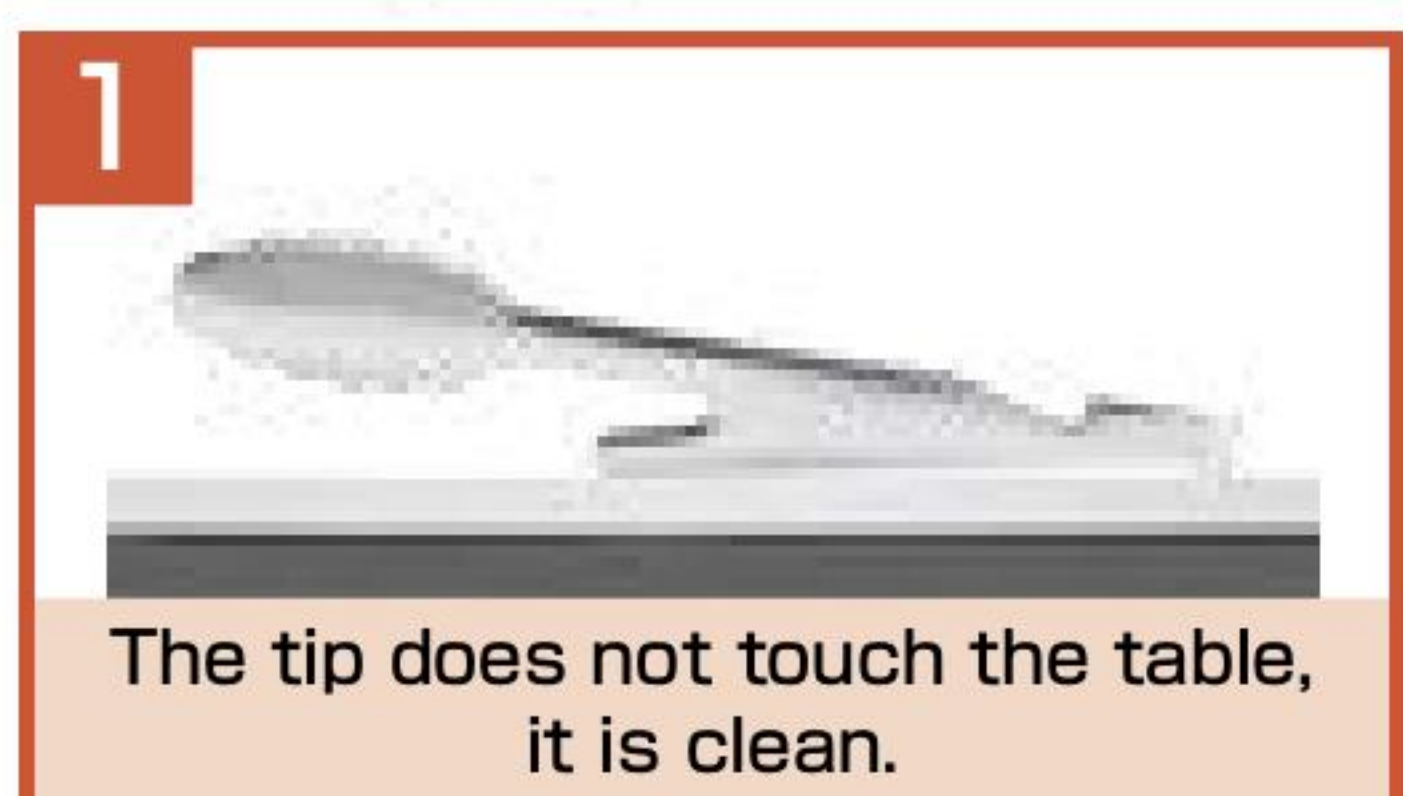 1
The tip does not touch the table,
it is clean.